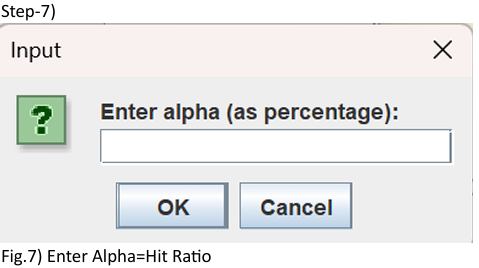 Step-7)
Input
Enter alpha (as percentage):
OK Cancel
Fig.7) Enter Alpha=Hit Ratio